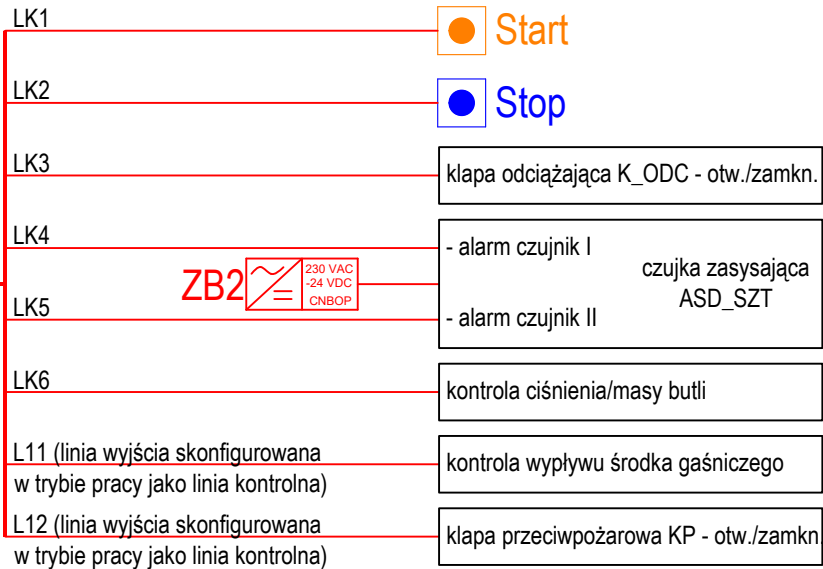 LK1
Start
LK2
Stop
LK3
klapa odciążająca K_ODC - otw./zamkn.
LK4
- alarm czujnik I
ZB2
230 VAC
-24 VDC
CNBOP
czujka zasysająca
ASD_SZT
LK5
- alarm czujnik II
LK6
kontrola ciśnienia/masy butli
L11 (linia wyjścia skonfigurowana
w trybie pracy jako linia kontrolna)
kontrola wypływu środka gaśniczego
L12 (linia wyjścia skonfigurowana
w trybie pracy jako linia kontrolna)
klapa przeciwpożarowa KP - otw./zamkn.